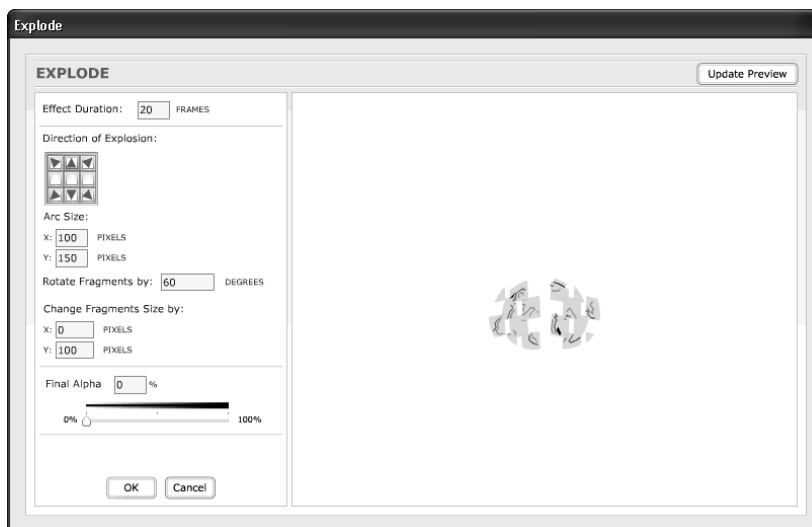 Explode
EXPLODE
Update Preview
Effect Duration: 20 FRAMES
Direction of Explosion:
Arc Size:
X: 100 PIXELS
Y: 150 PIXELS
Rotate Fragments by: 60 DEGREES
Change Fragments Size by:
X: 0 PIXELS
Y: 100 PIXELS
Final Alpha 0 %
0% 100%
OK Cancel